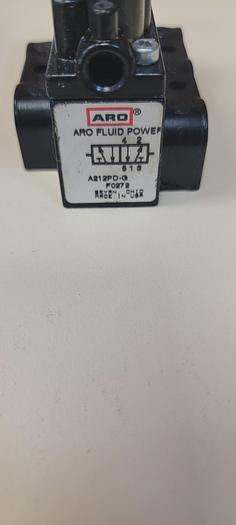 ARO ®
ARO FLUID POWER
4 2
5 1 3
A212PD-G
F0272
BRYAN, OHIO
MADE IN USA